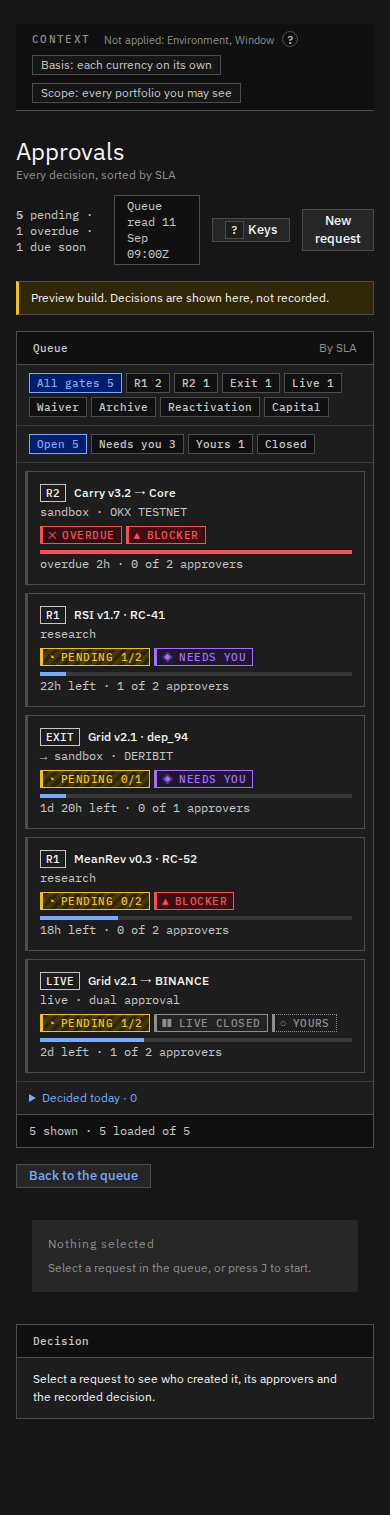 CONTEXT Not applied: Environment, Window ?
Basis: each currency on its own
Scope: every portfolio you may see
Approvals
Every decision, sorted by SLA
5 pending ·
1 overdue ·
1 due soon
Queue
read 11
Sep
09:00Z
? Keys
New
request
Preview build. Decisions are shown here, not recorded.
Queue By SLA
All gates 5 R1 2 R2 1 Exit 1 Live 1
Waiver Archive Reactivation Capital
Open 5 Needs you 3 Yours 1 Closed
R2 Carry v3.2 → Core
sandbox · OKX TESTNET
✕ OVERDUE ▲ BLOCKER
overdue 2h · 0 of 2 approvers
R1 RSI v1.7 · RC-41
research
PENDING 1/2 ◈ NEEDS YOU
22h left · 1 of 2 approvers
EXIT Grid v2.1 · dep_94
→ sandbox · DERIBIT
PENDING 0/1 ◈ NEEDS YOU
1d 20h left · 0 of 1 approvers
R1 MeanRev v0.3 · RC-52
research
PENDING 0/2 ▲ BLOCKER
18h left · 0 of 2 approvers
LIVE Grid v2.1 → BINANCE
live · dual approval
PENDING 1/2 LIVE CLOSED ○ YOURS
2d left · 1 of 2 approvers
▶ Decided today · 0
5 shown · 5 loaded of 5
Back to the queue
Nothing selected
Select a request in the queue, or press J to start.
Decision
Select a request to see who created it, its approvers and
the recorded decision.